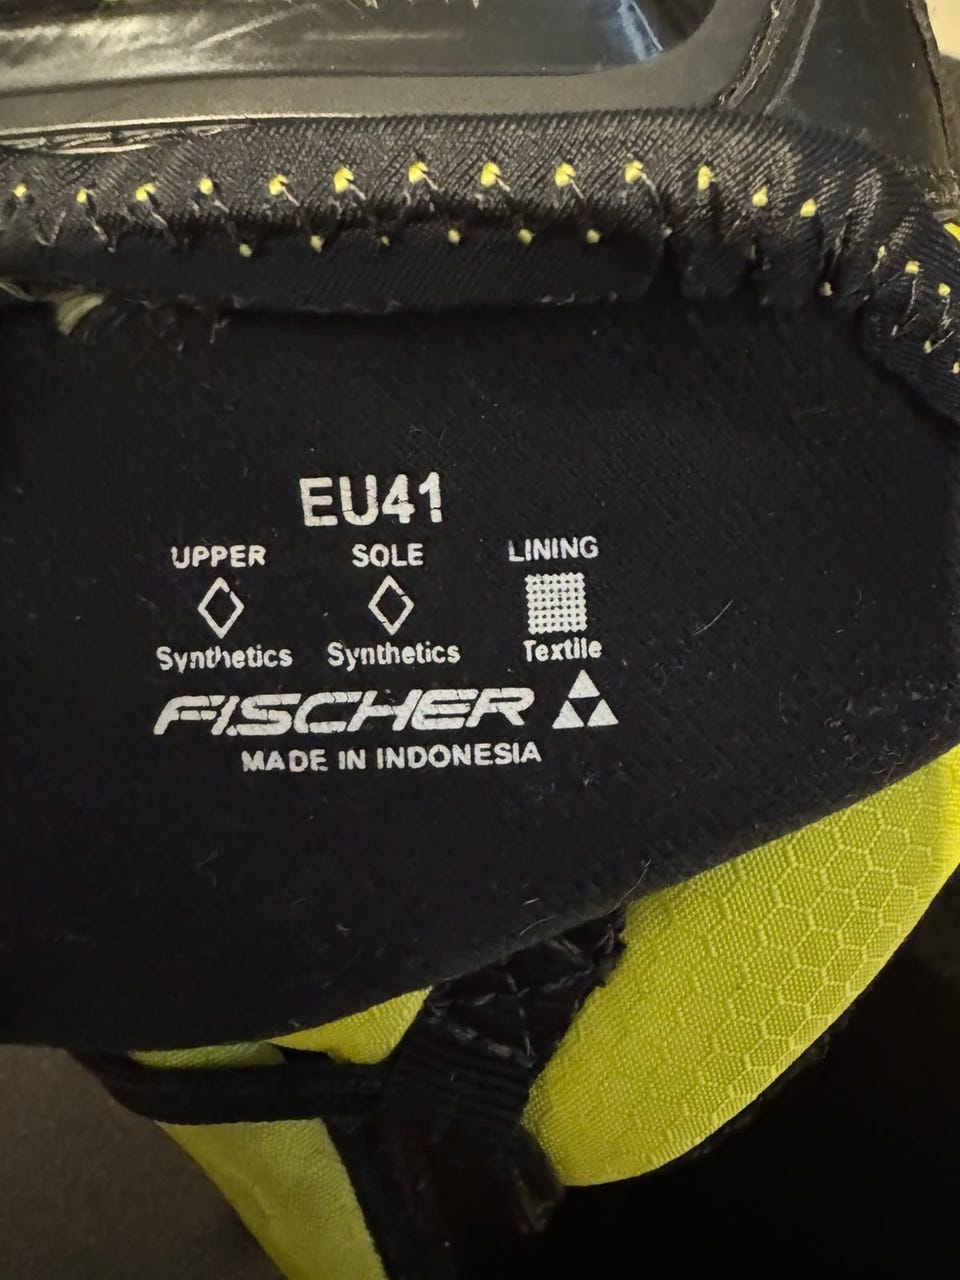 EU41
UPPER SOLE LINING
Synthetics Synthetics Textile
FISCHER
MADE IN INDONESIA